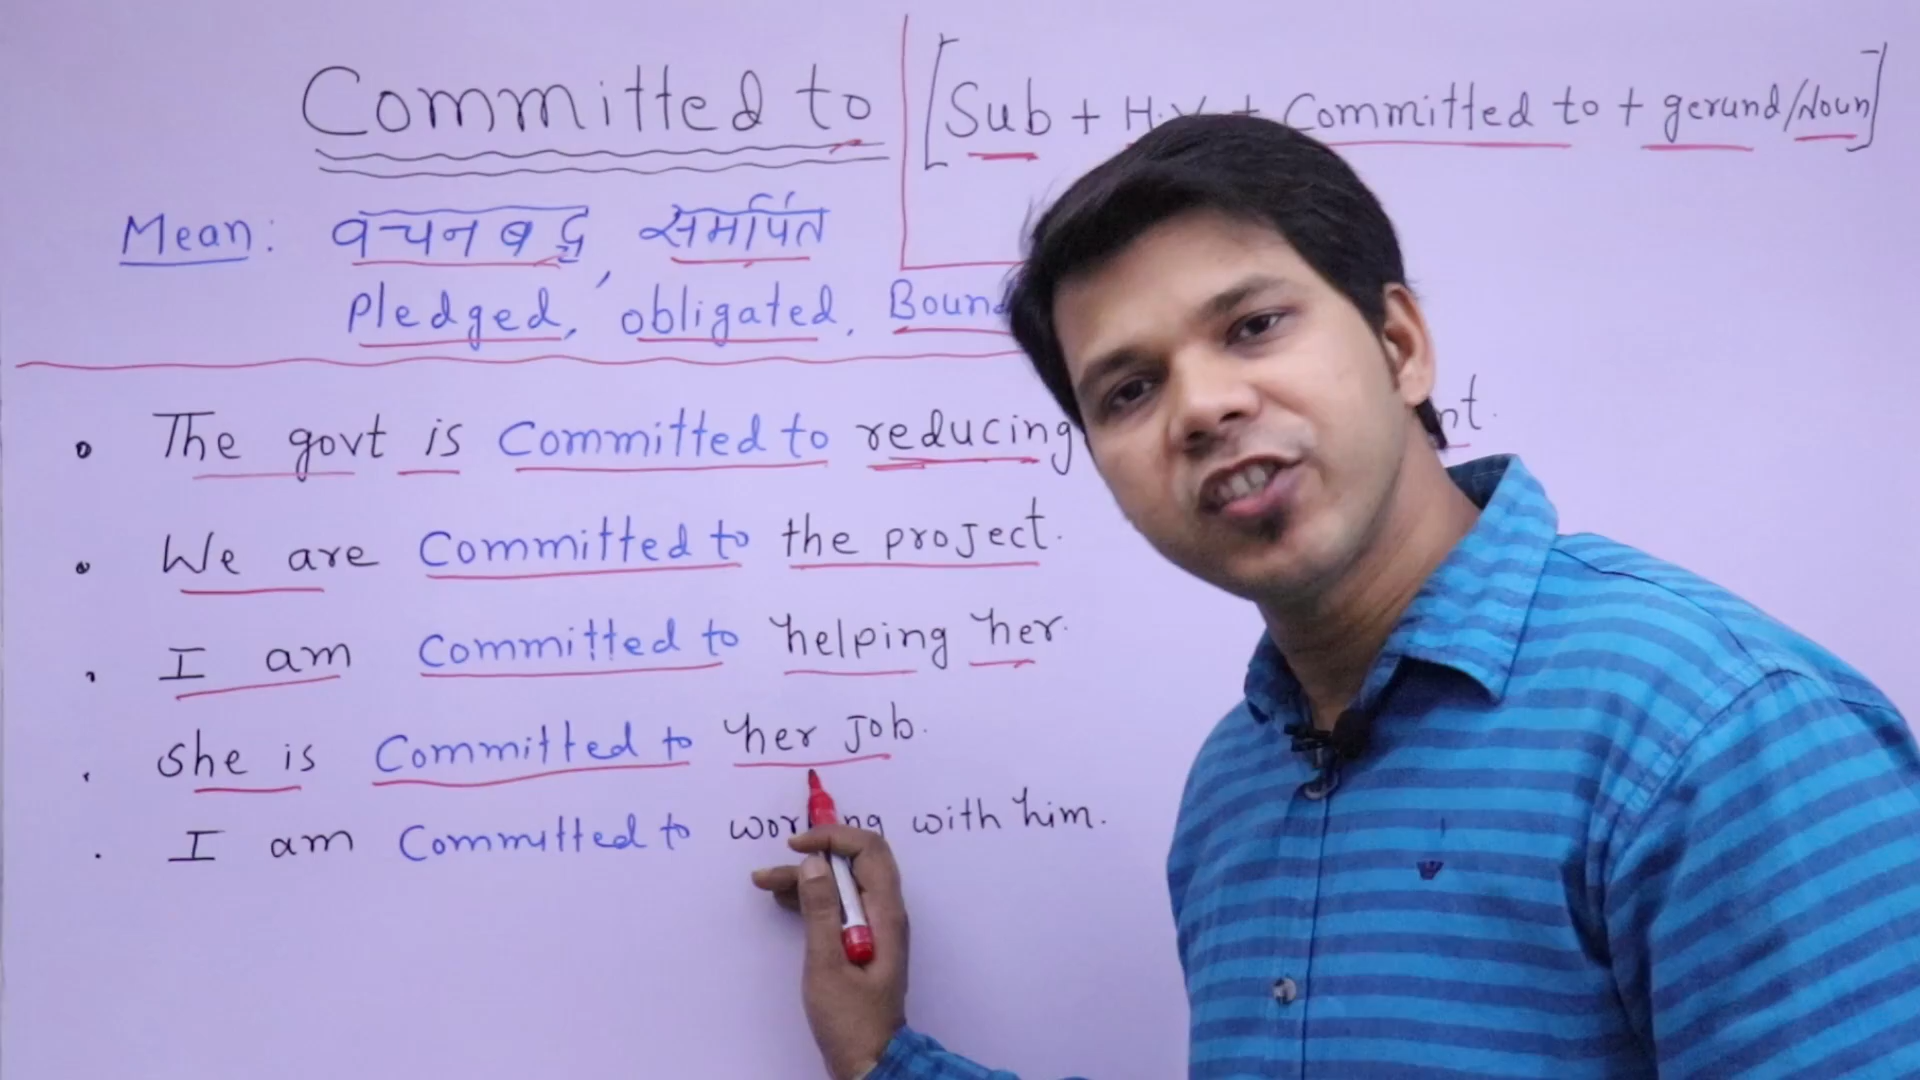 Committed to [Sub + H.V + Committed to + gerund/Noun]
Mean: वचनबद्ध, समर्पित
Pledged, obligated, Bound
The govt is Committed to reducing
We are Committed to the project.
I am Committed to helping her.
She is Committed to her job.
I am Committed to working with him.